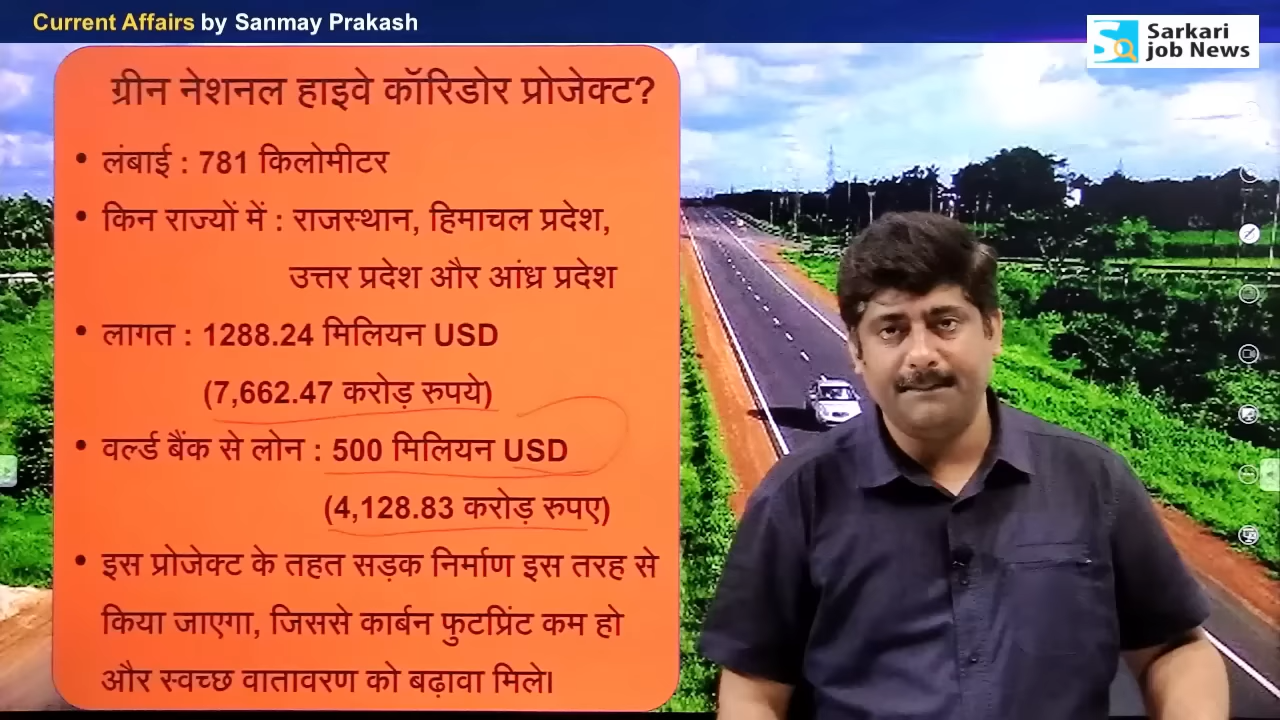 Current Affairs by Sanmay Prakash
Sarkari
job News
ग्रीन नेशनल हाइवे कॉरिडोर प्रोजेक्ट?
• लंबाई : 781 किलोमीटर
• किन राज्यों में : राजस्थान, हिमाचल प्रदेश,
उत्तर प्रदेश और आंध्र प्रदेश
• लागत : 1288.24 मिलियन USD
(7,662.47 करोड़ रुपये)
• वर्ल्ड बैंक से लोन : 500 मिलियन USD
(4,128.83 करोड़ रुपए)
• इस प्रोजेक्ट के तहत सड़क निर्माण इस तरह से
किया जाएगा, जिससे कार्बन फुटप्रिंट कम हो
और स्वच्छ वातावरण को बढ़ावा मिले।